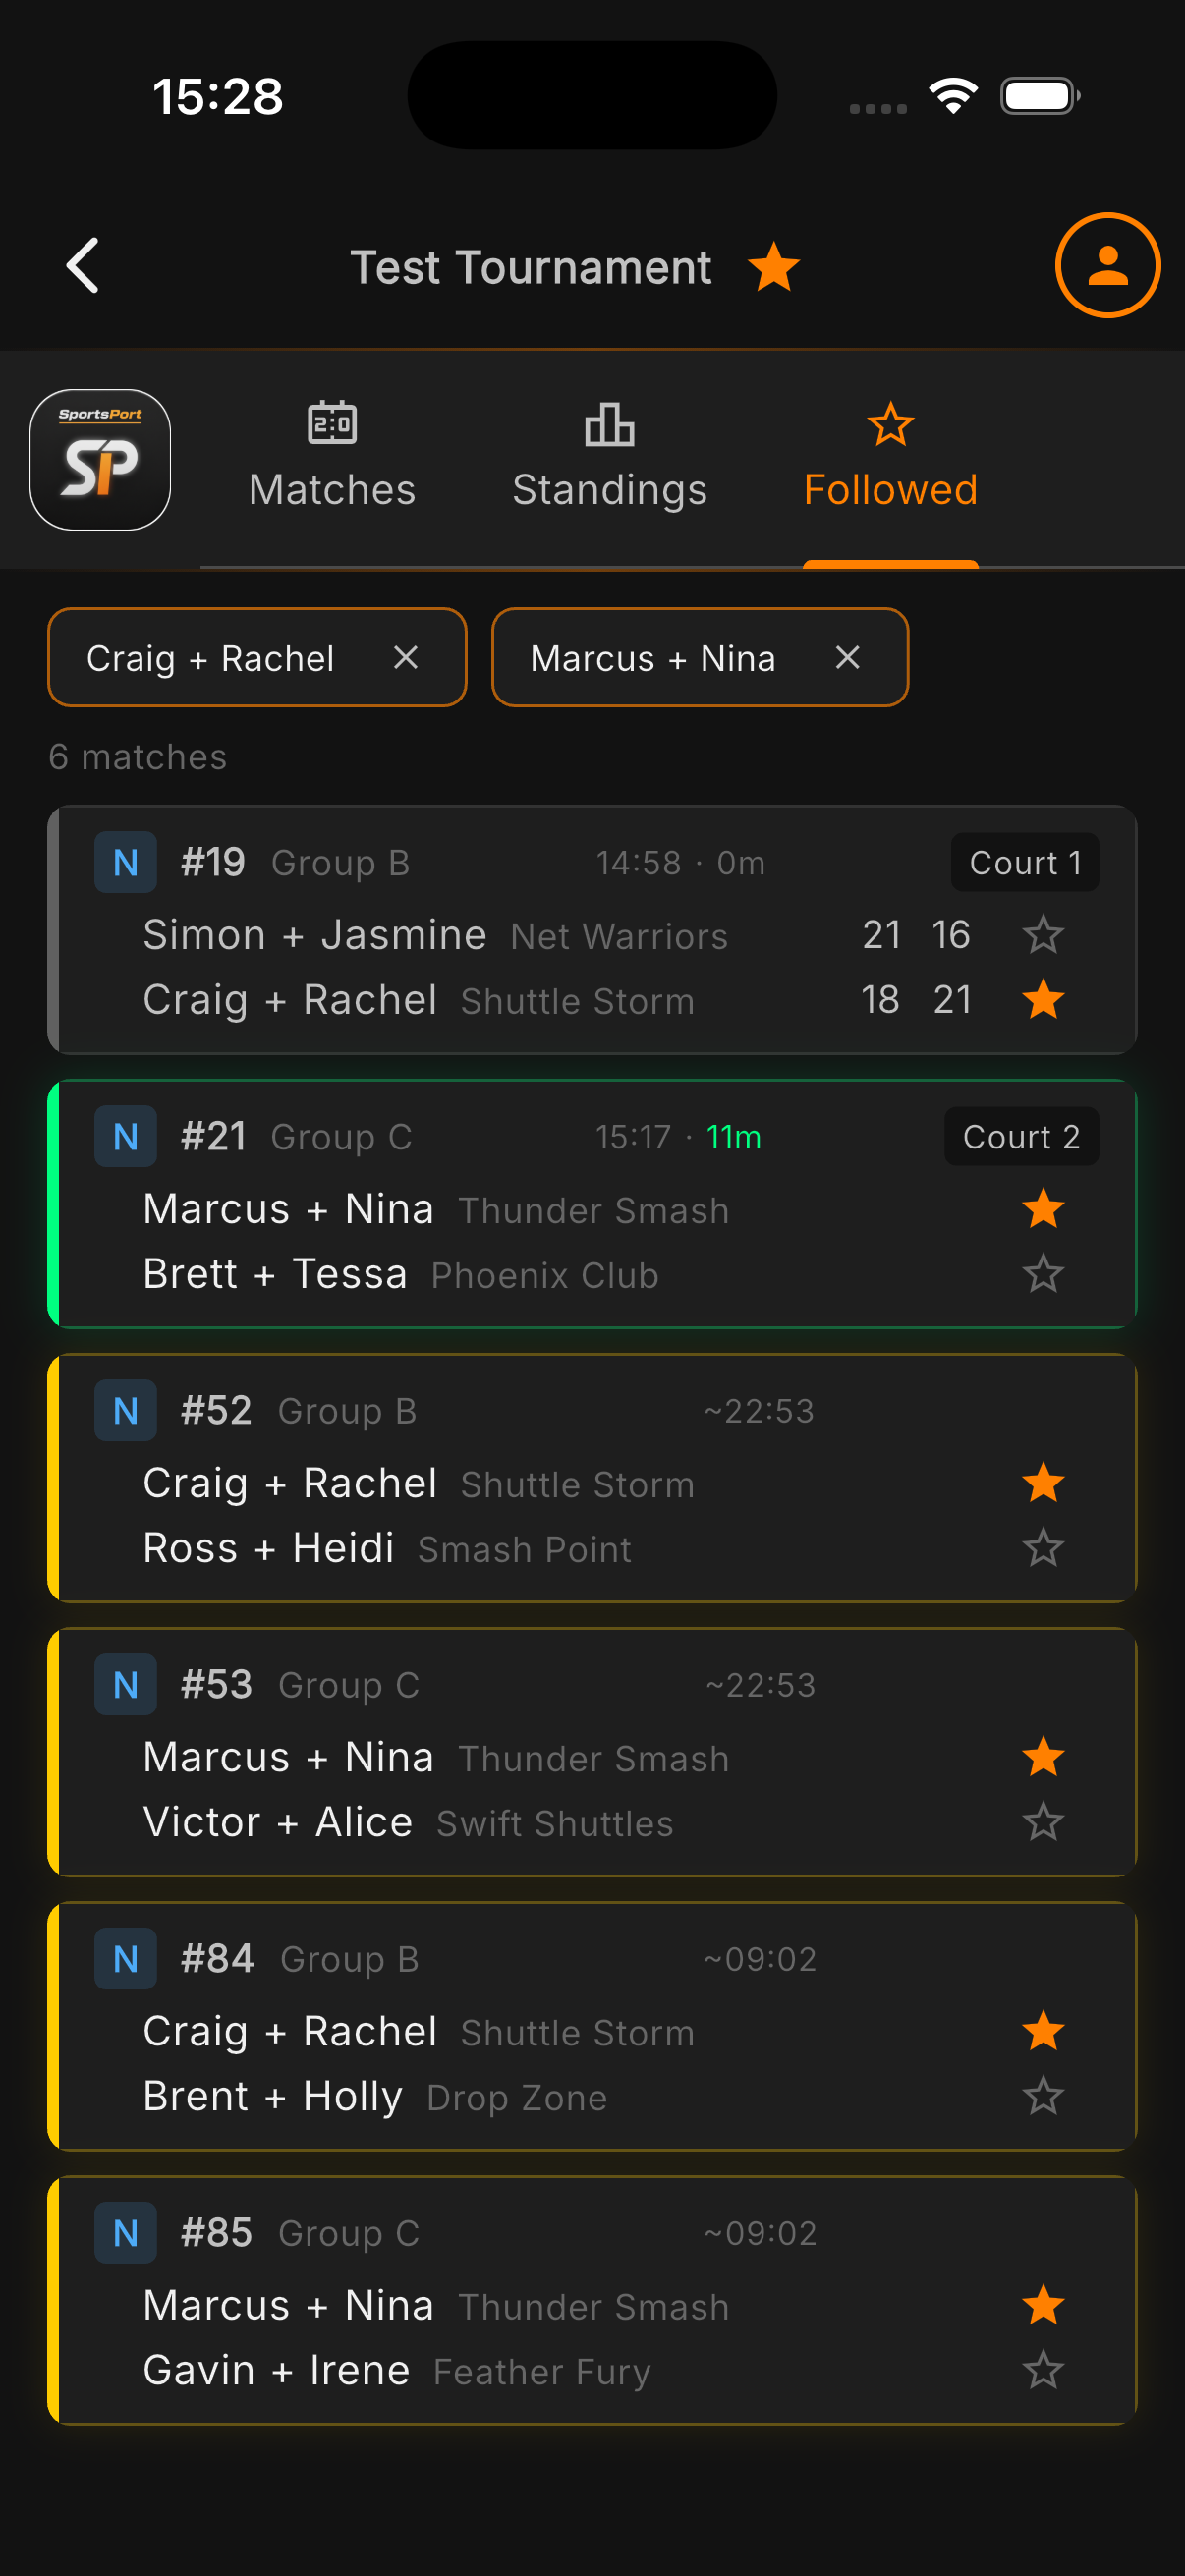 15:28
Test Tournament
SportsPort
SP
Matches
Standings
Followed
Craig + Rachel
Marcus + Nina
6 matches
N #19 Group B 14:58 · 0m Court 1
Simon + Jasmine Net Warriors 21 16
Craig + Rachel Shuttle Storm 18 21
N #21 Group C 15:17 · 11m Court 2
Marcus + Nina Thunder Smash
Brett + Tessa Phoenix Club
N #52 Group B ~22:53
Craig + Rachel Shuttle Storm
Ross + Heidi Smash Point
N #53 Group C ~22:53
Marcus + Nina Thunder Smash
Victor + Alice Swift Shuttles
N #84 Group B ~09:02
Craig + Rachel Shuttle Storm
Brent + Holly Drop Zone
N #85 Group C ~09:02
Marcus + Nina Thunder Smash
Gavin + Irene Feather Fury